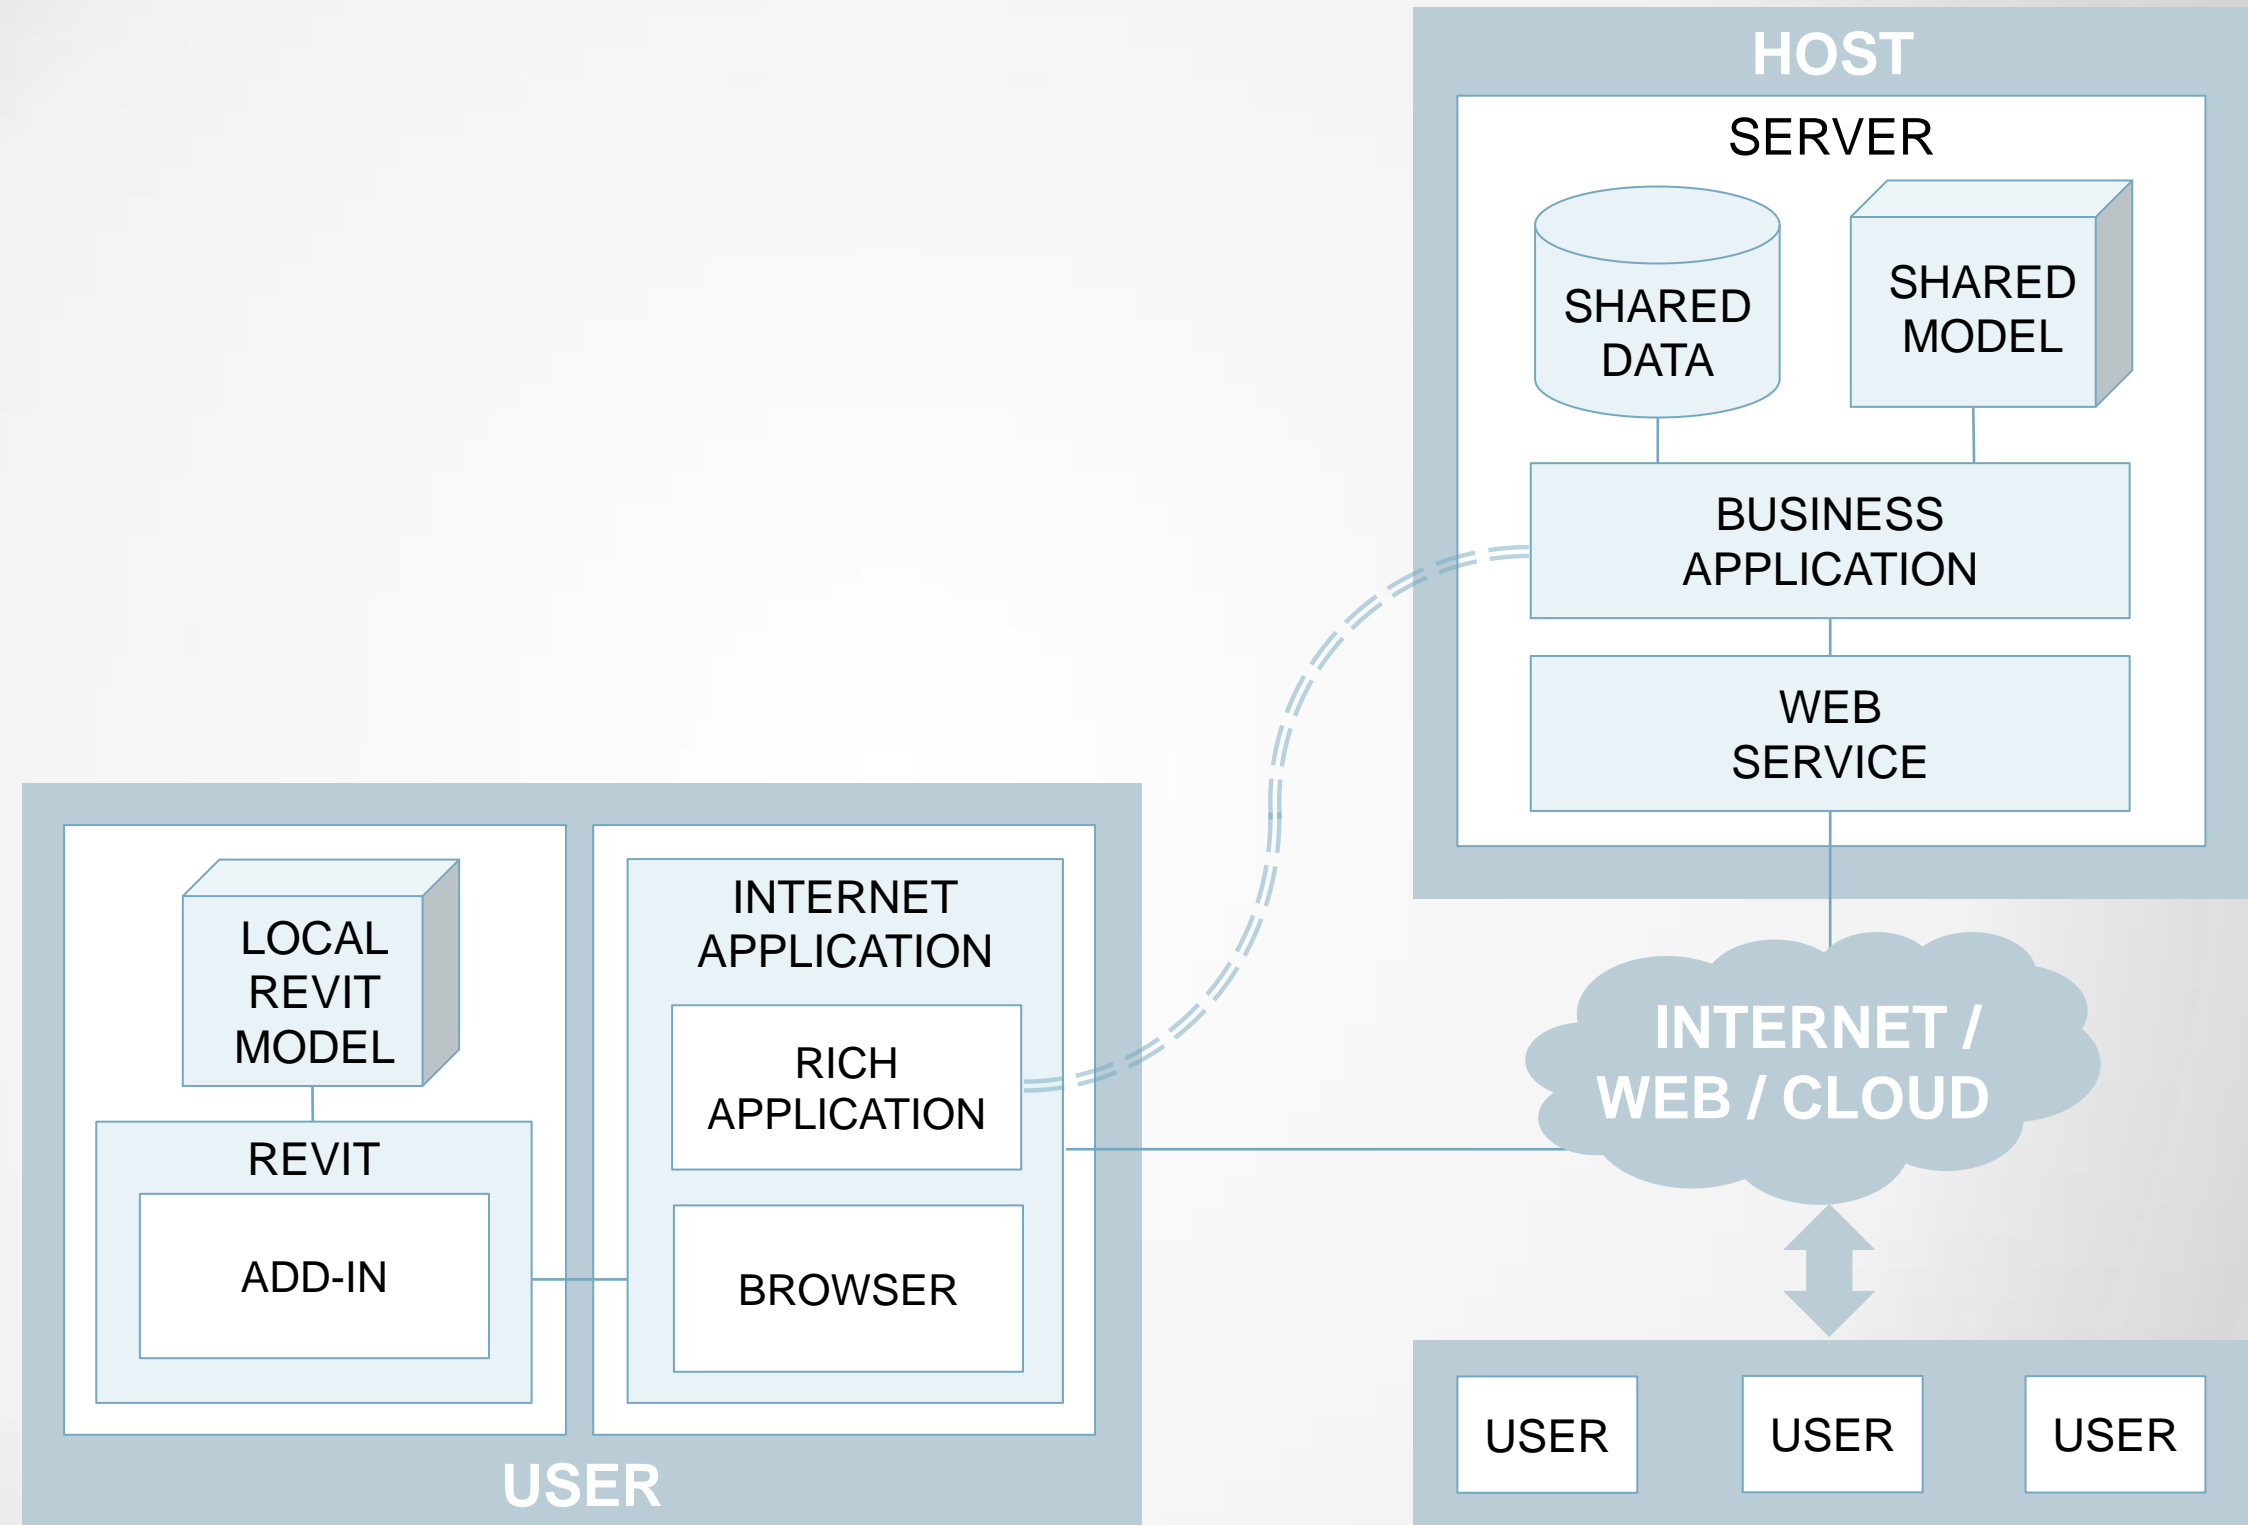 HOST
SERVER
SHARED
DATA
SHARED
MODEL
BUSINESS
APPLICATION
WEB
SERVICE
LOCAL
REVIT
MODEL
REVIT
ADD-IN
INTERNET
APPLICATION
RICH
APPLICATION
BROWSER
USER
INTERNET /
WEB / CLOUD
USER
USER
USER